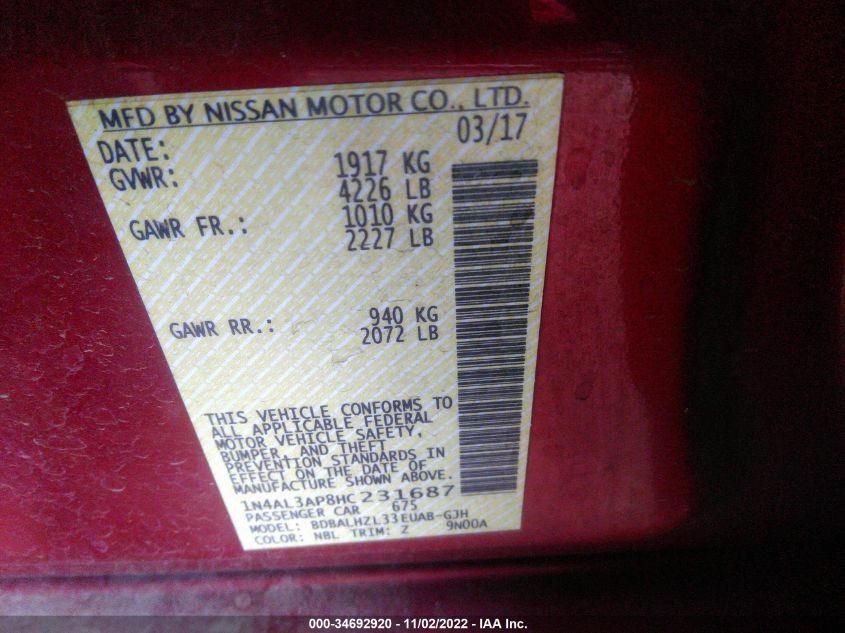 MFD BY NISSAN MOTOR CO., LTD.
DATE: 03/17
GVWR: 1917 KG
4226 LB
GAWR FR.: 1010 KG
2227 LB
GAWR RR.: 940 KG
2072 LB
THIS VEHICLE CONFORMS TO
ALL APPLICABLE FEDERAL
MOTOR VEHICLE SAFETY,
BUMPER, AND THEFT
PREVENTION STANDARDS IN
EFFECT ON THE DATE OF
MANUFACTURE SHOWN ABOVE.
1N4AL3AP8HC231687
PASSENGER CAR 675
MODEL: BDBALHZL33EUAB-GJH
COLOR: NBL TRIM: Z 9N00A
000-34692920 - 11/02/2022 - IAA Inc.